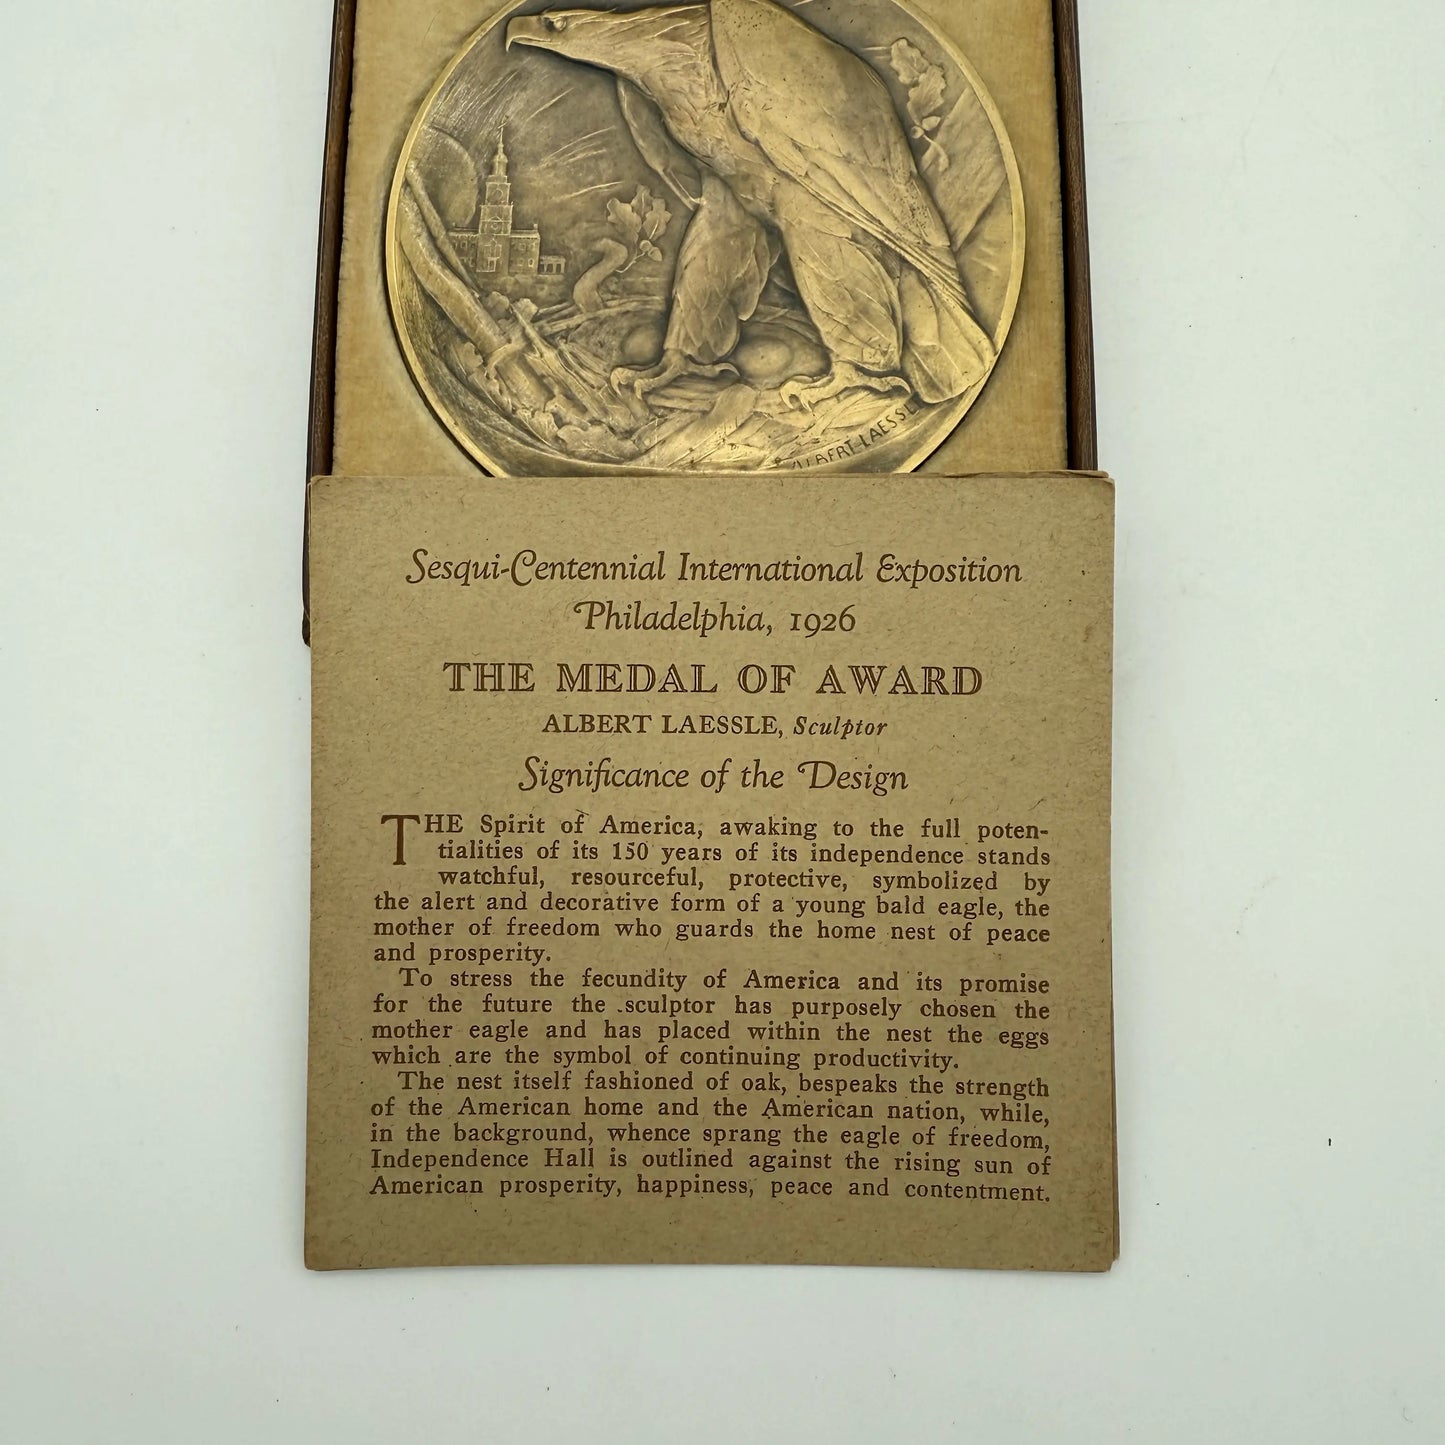 ALBERT LAESSL
Sesqui-Centennial International Exposition
Philadelphia, 1926
THE MEDAL OF AWARD
ALBERT LAESSLE, Sculptor
Significance of the Design
THE Spirit of America, awaking to the full poten-
tialities of its 150 years of its independence stands
watchful, resourceful, protective, symbolized by
the alert and decorative form of a young bald eagle, the
mother of freedom who guards the home nest of peace
and prosperity.
To stress the fecundity of America and its promise
for the future the sculptor has purposely chosen the
mother eagle and has placed within the nest the eggs
which are the symbol of continuing productivity.
The nest itself fashioned of oak, bespeaks the strength
of the American home and the American nation, while,
in the background, whence sprang the eagle of freedom,
Independence Hall is outlined against the rising sun of
American prosperity, happiness, peace and contentment.